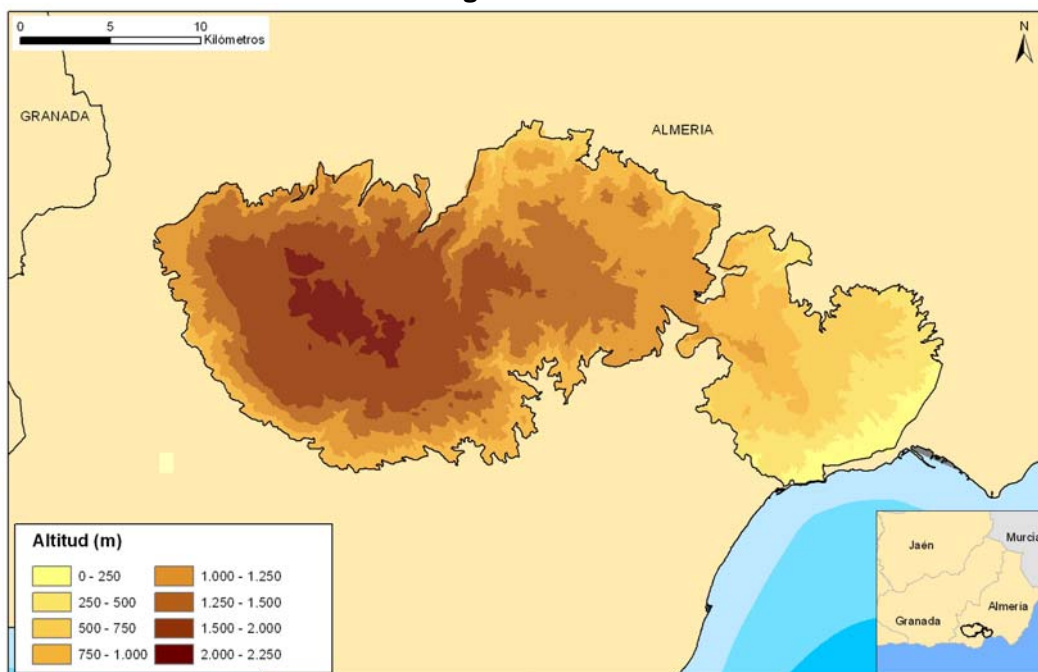 0 5 10
Kilómetros
N
GRANADA
ALMERIA
Altitud (m)
0 - 250
250 - 500
500 - 750
750 - 1.000
1.000 - 1.250
1.250 - 1.500
1.500 - 2.000
2.000 - 2.250
Jaén
Murcia
Granada
Almeria